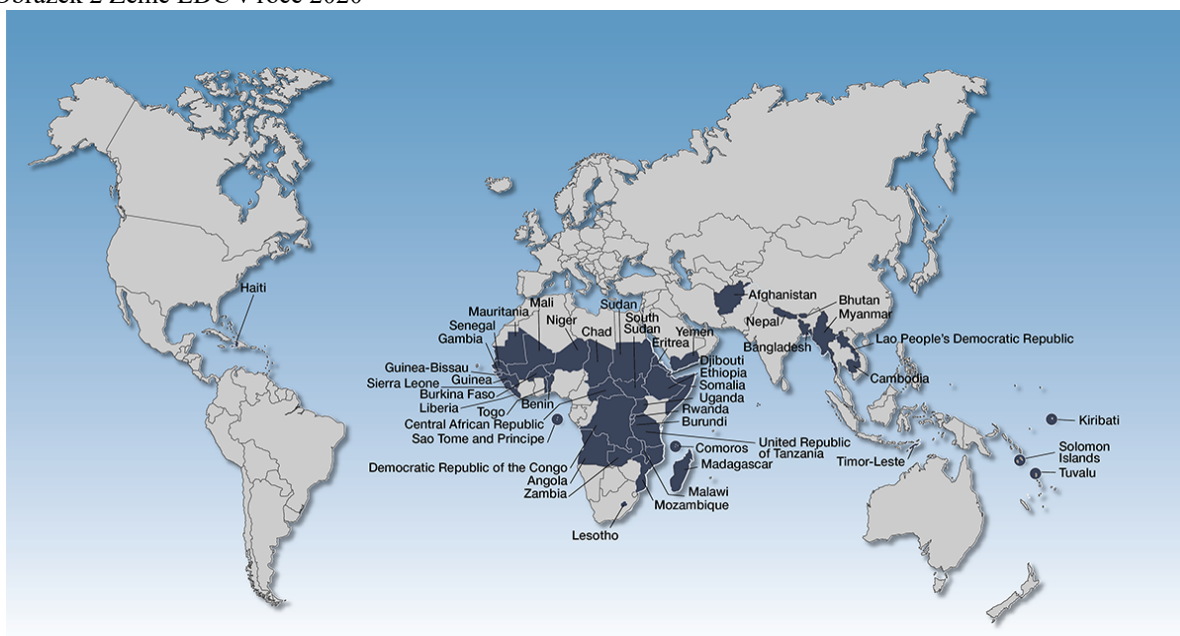 Obrázek 2 Země LDC v roce 2020
Haiti
Mali
Sudan
Mauritania
Niger
Chad
South
Sudan
Yemen
Senegal
Eritrea
Gambia
Afghanistan
Bhutan
Myanmar
Nepal
Bangladesh
Lao People's Democratic Republic
Cambodia
Guinea-Bissau
Guinea
Sierra Leone
Burkina Faso
Liberia
Togo
Benin
Central African Republic
Sao Tome and Principe
Djibouti
Ethiopia
Somalia
Uganda
Rwanda
Burundi
United Republic
of Tanzania
Comoros
Madagascar
Democratic Republic of the Congo
Angola
Zambia
Malawi
Mozambique
Lesotho
Timor-Leste
Kiribati
Solomon
Islands
Tuvalu